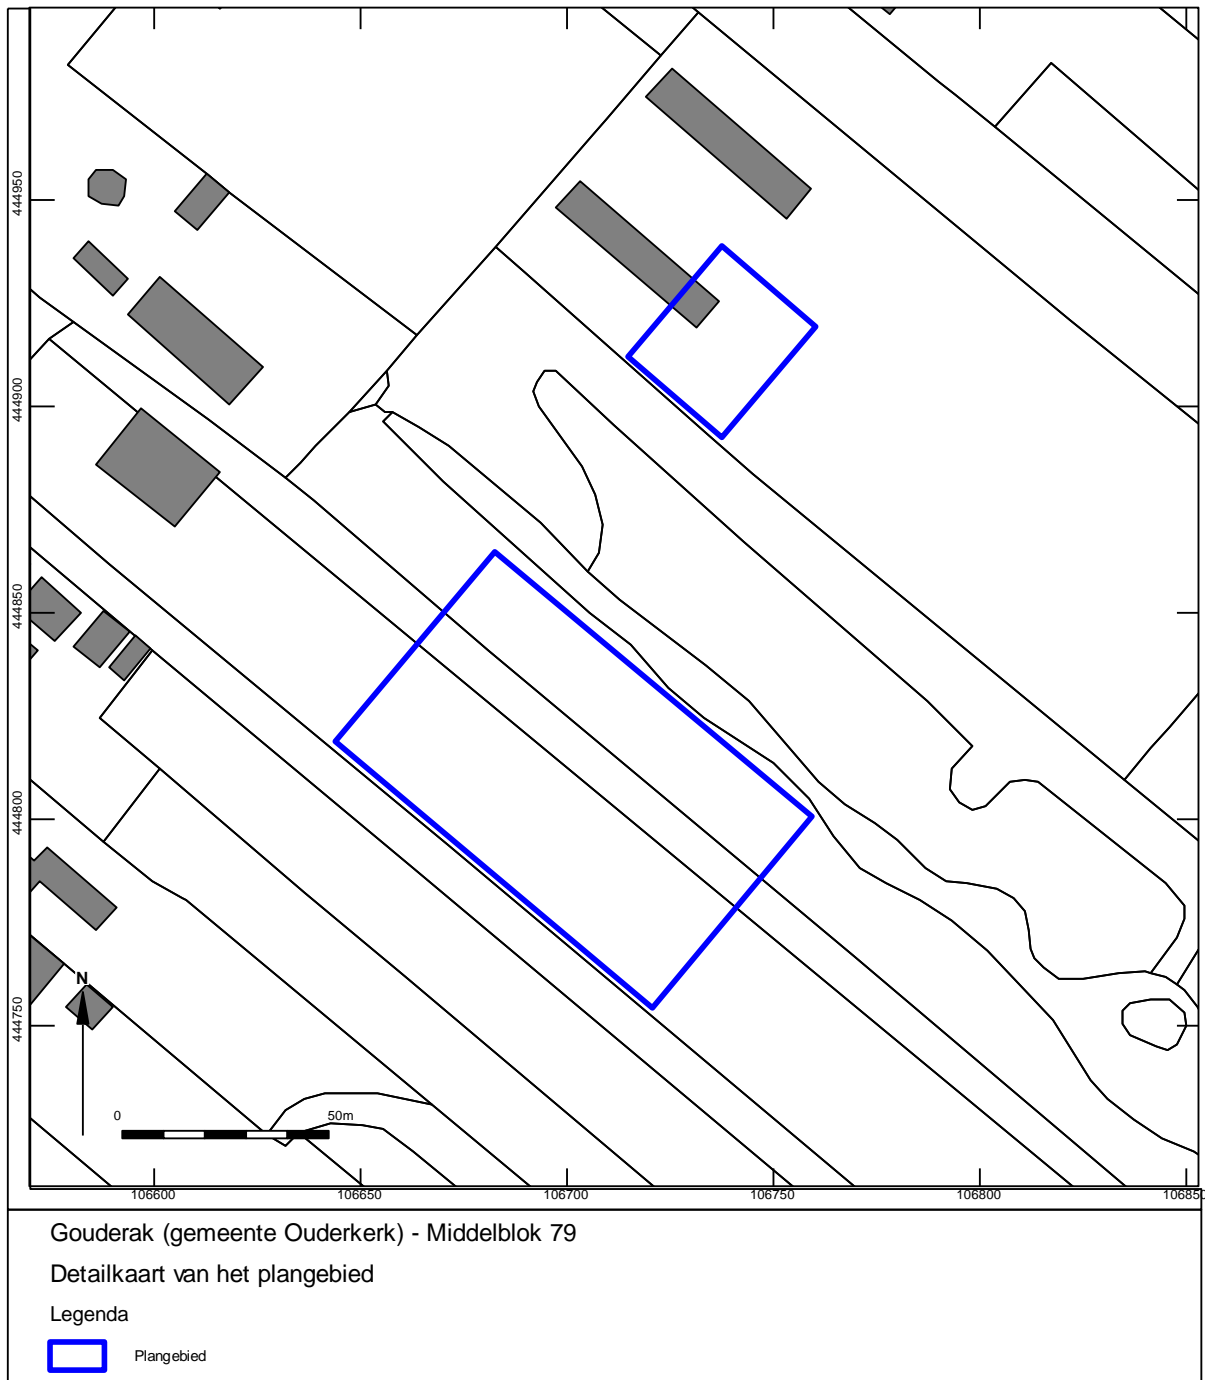 444950
444900
444850
444800
444750
N
0 50m
106600 106650 106700 106750 106800 106850
Gouderak (gemeente Ouderkerk) - Middelblok 79
Detailkaart van het plangebied
Legenda
Plangebied